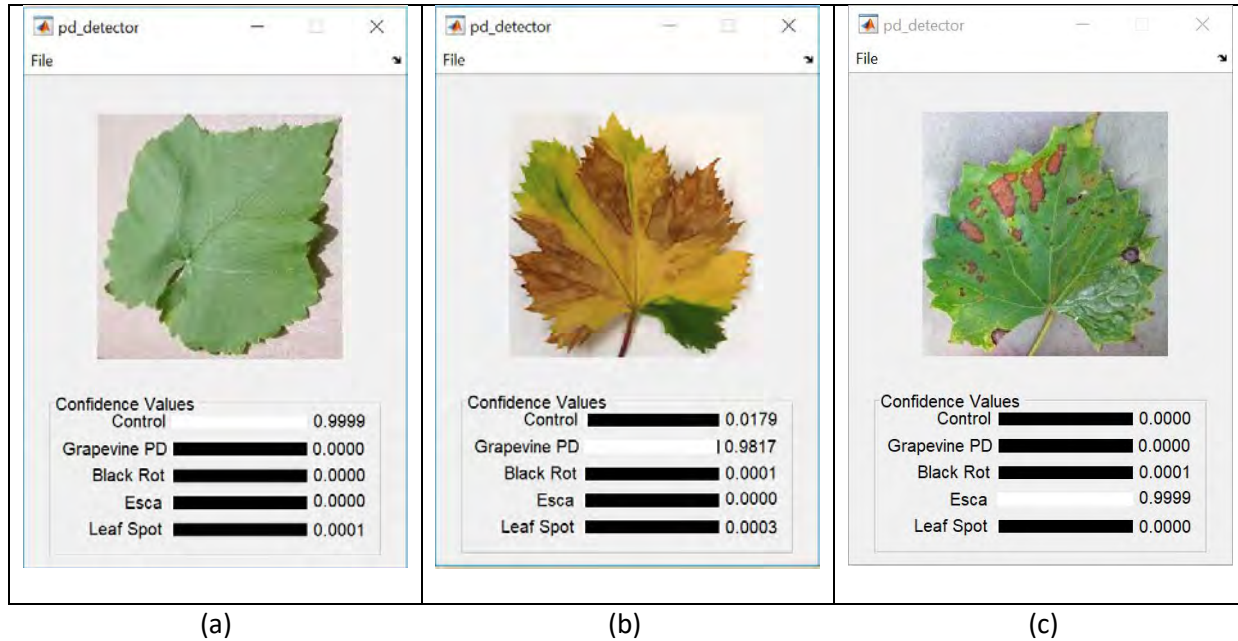 pd_detector
File
Confidence Values
Control 0.9999
Grapevine PD 0.0000
Black Rot 0.0000
Esca 0.0000
Leaf Spot 0.0001
(a)
pd_detector
File
Confidence Values
Control 0.0179
Grapevine PD 0.9817
Black Rot 0.0001
Esca 0.0000
Leaf Spot 0.0003
(b)
pd_detector
File
Confidence Values
Control 0.0000
Grapevine PD 0.0000
Black Rot 0.0001
Esca 0.9999
Leaf Spot 0.0000
(c)